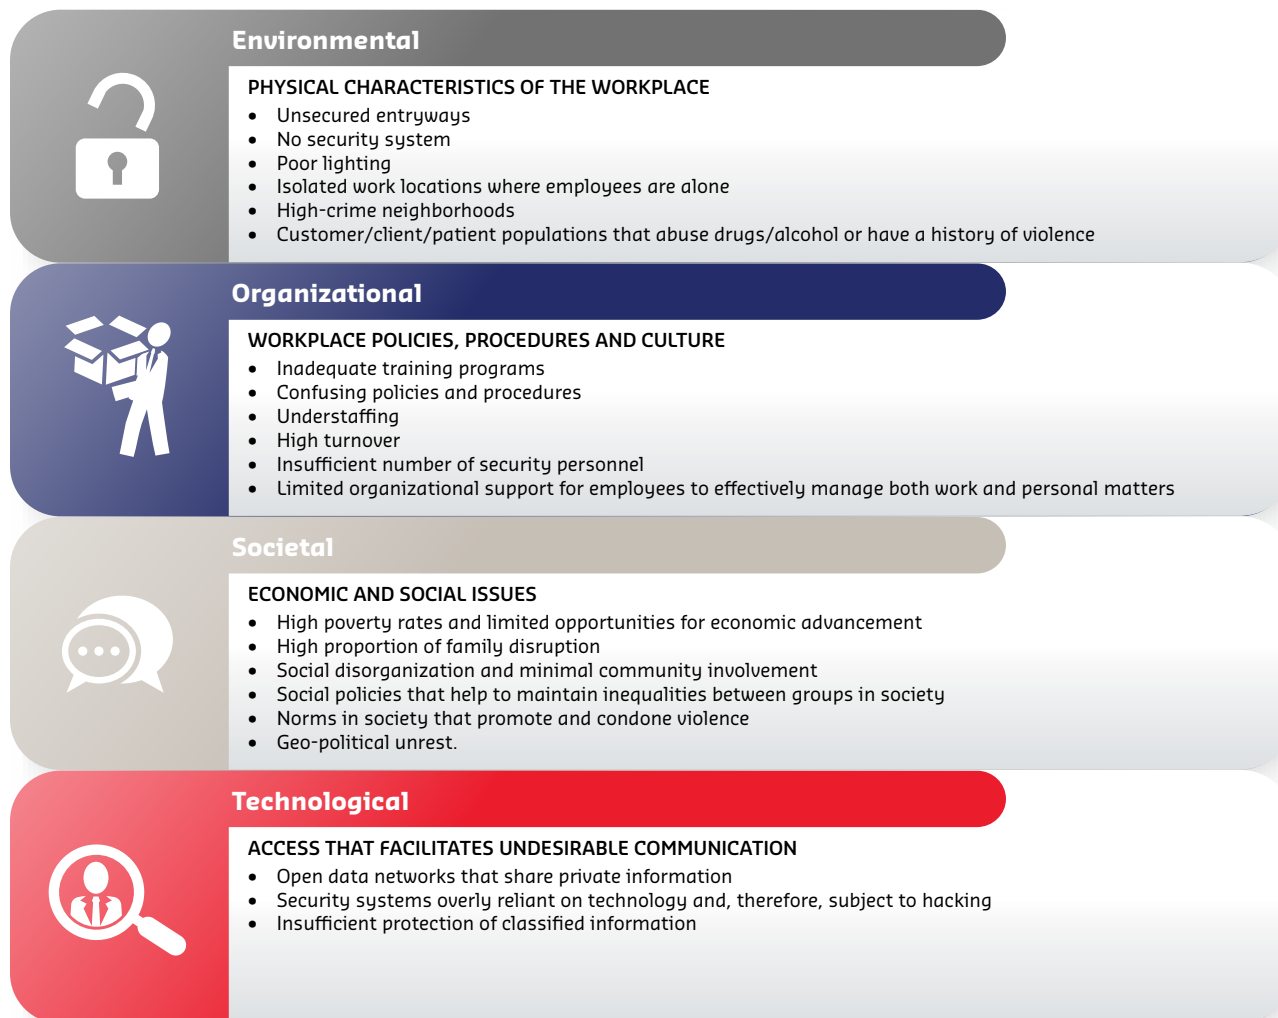 Environmental
PHYSICAL CHARACTERISTICS OF THE WORKPLACE
• Unsecured entryways
• No security system
• Poor lighting
• Isolated work locations where employees are alone
• High-crime neighborhoods
• Customer/client/patient populations that abuse drugs/alcohol or have a history of violence
Organizational
WORKPLACE POLICIES, PROCEDURES AND CULTURE
• Inadequate training programs
• Confusing policies and procedures
• Understaffing
• High turnover
• Insufficient number of security personnel
• Limited organizational support for employees to effectively manage both work and personal matters
Societal
ECONOMIC AND SOCIAL ISSUES
• High poverty rates and limited opportunities for economic advancement
• High proportion of family disruption
• Social disorganization and minimal community involvement
• Social policies that help to maintain inequalities between groups in society
• Norms in society that promote and condone violence
• Geo-political unrest.
Technological
ACCESS THAT FACILITATES UNDESIRABLE COMMUNICATION
• Open data networks that share private information
• Security systems overly reliant on technology and, therefore, subject to hacking
• Insufficient protection of classified information